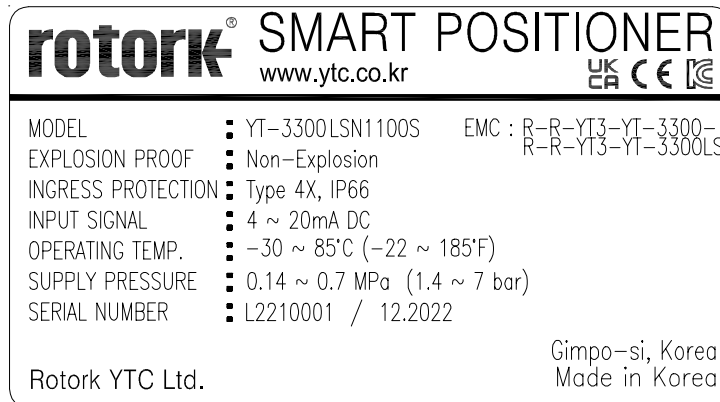 rotork® SMART POSITIONER
www.ytc.co.kr UK CA CE
MODEL : YT-3300LSN1100S EMC : R-R-YT3-YT-3300-
R-R-YT3-YT-3300LS
EXPLOSION PROOF : Non-Explosion
INGRESS PROTECTION : Type 4X, IP66
INPUT SIGNAL : 4 ~ 20mA DC
OPERATING TEMP. : -30 ~ 85°C (-22 ~ 185°F)
SUPPLY PRESSURE : 0.14 ~ 0.7 MPa (1.4 ~ 7 bar)
SERIAL NUMBER : L2210001 / 12.2022
Gimpo-si, Korea
Rotork YTC Ltd. Made in Korea